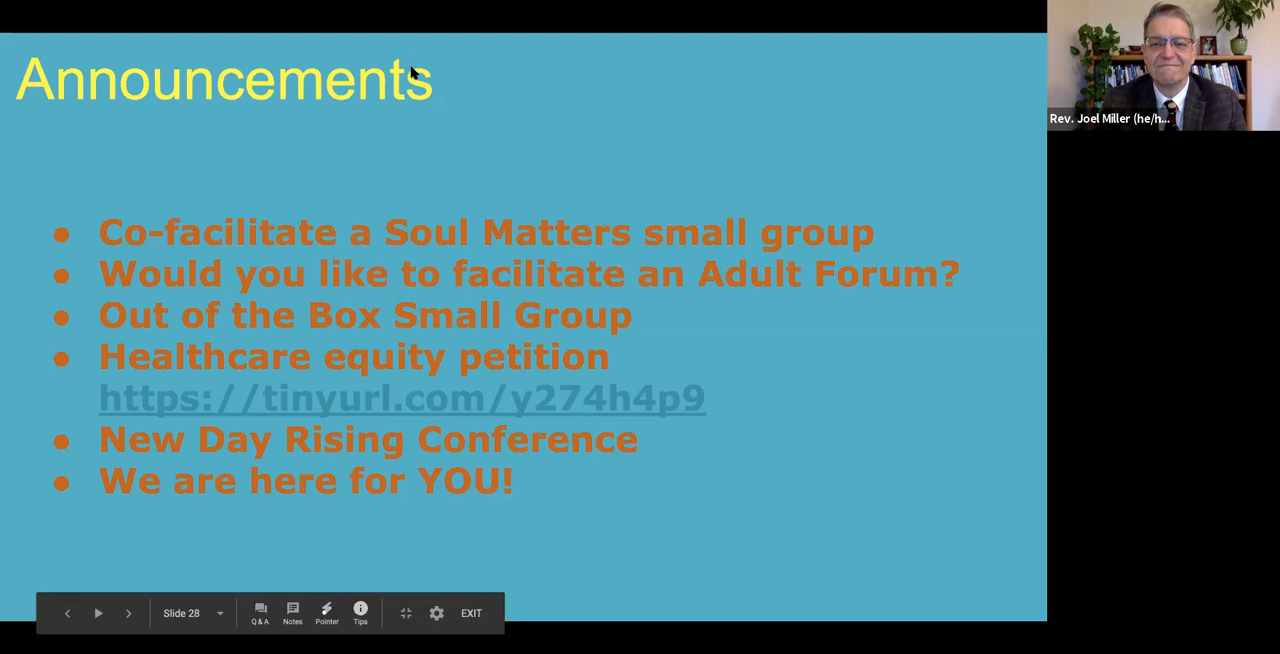 Announcements
Rev. Joel Miller (he/h...
● Co-facilitate a Soul Matters small group
● Would you like to facilitate an Adult Forum?
● Out of the Box Small Group
● Healthcare equity petition
https://tinyurl.com/y274h4p9
● New Day Rising Conference
● We are here for YOU!
Slide 28
Q & A
Notes
Pointer
Tips
EXIT